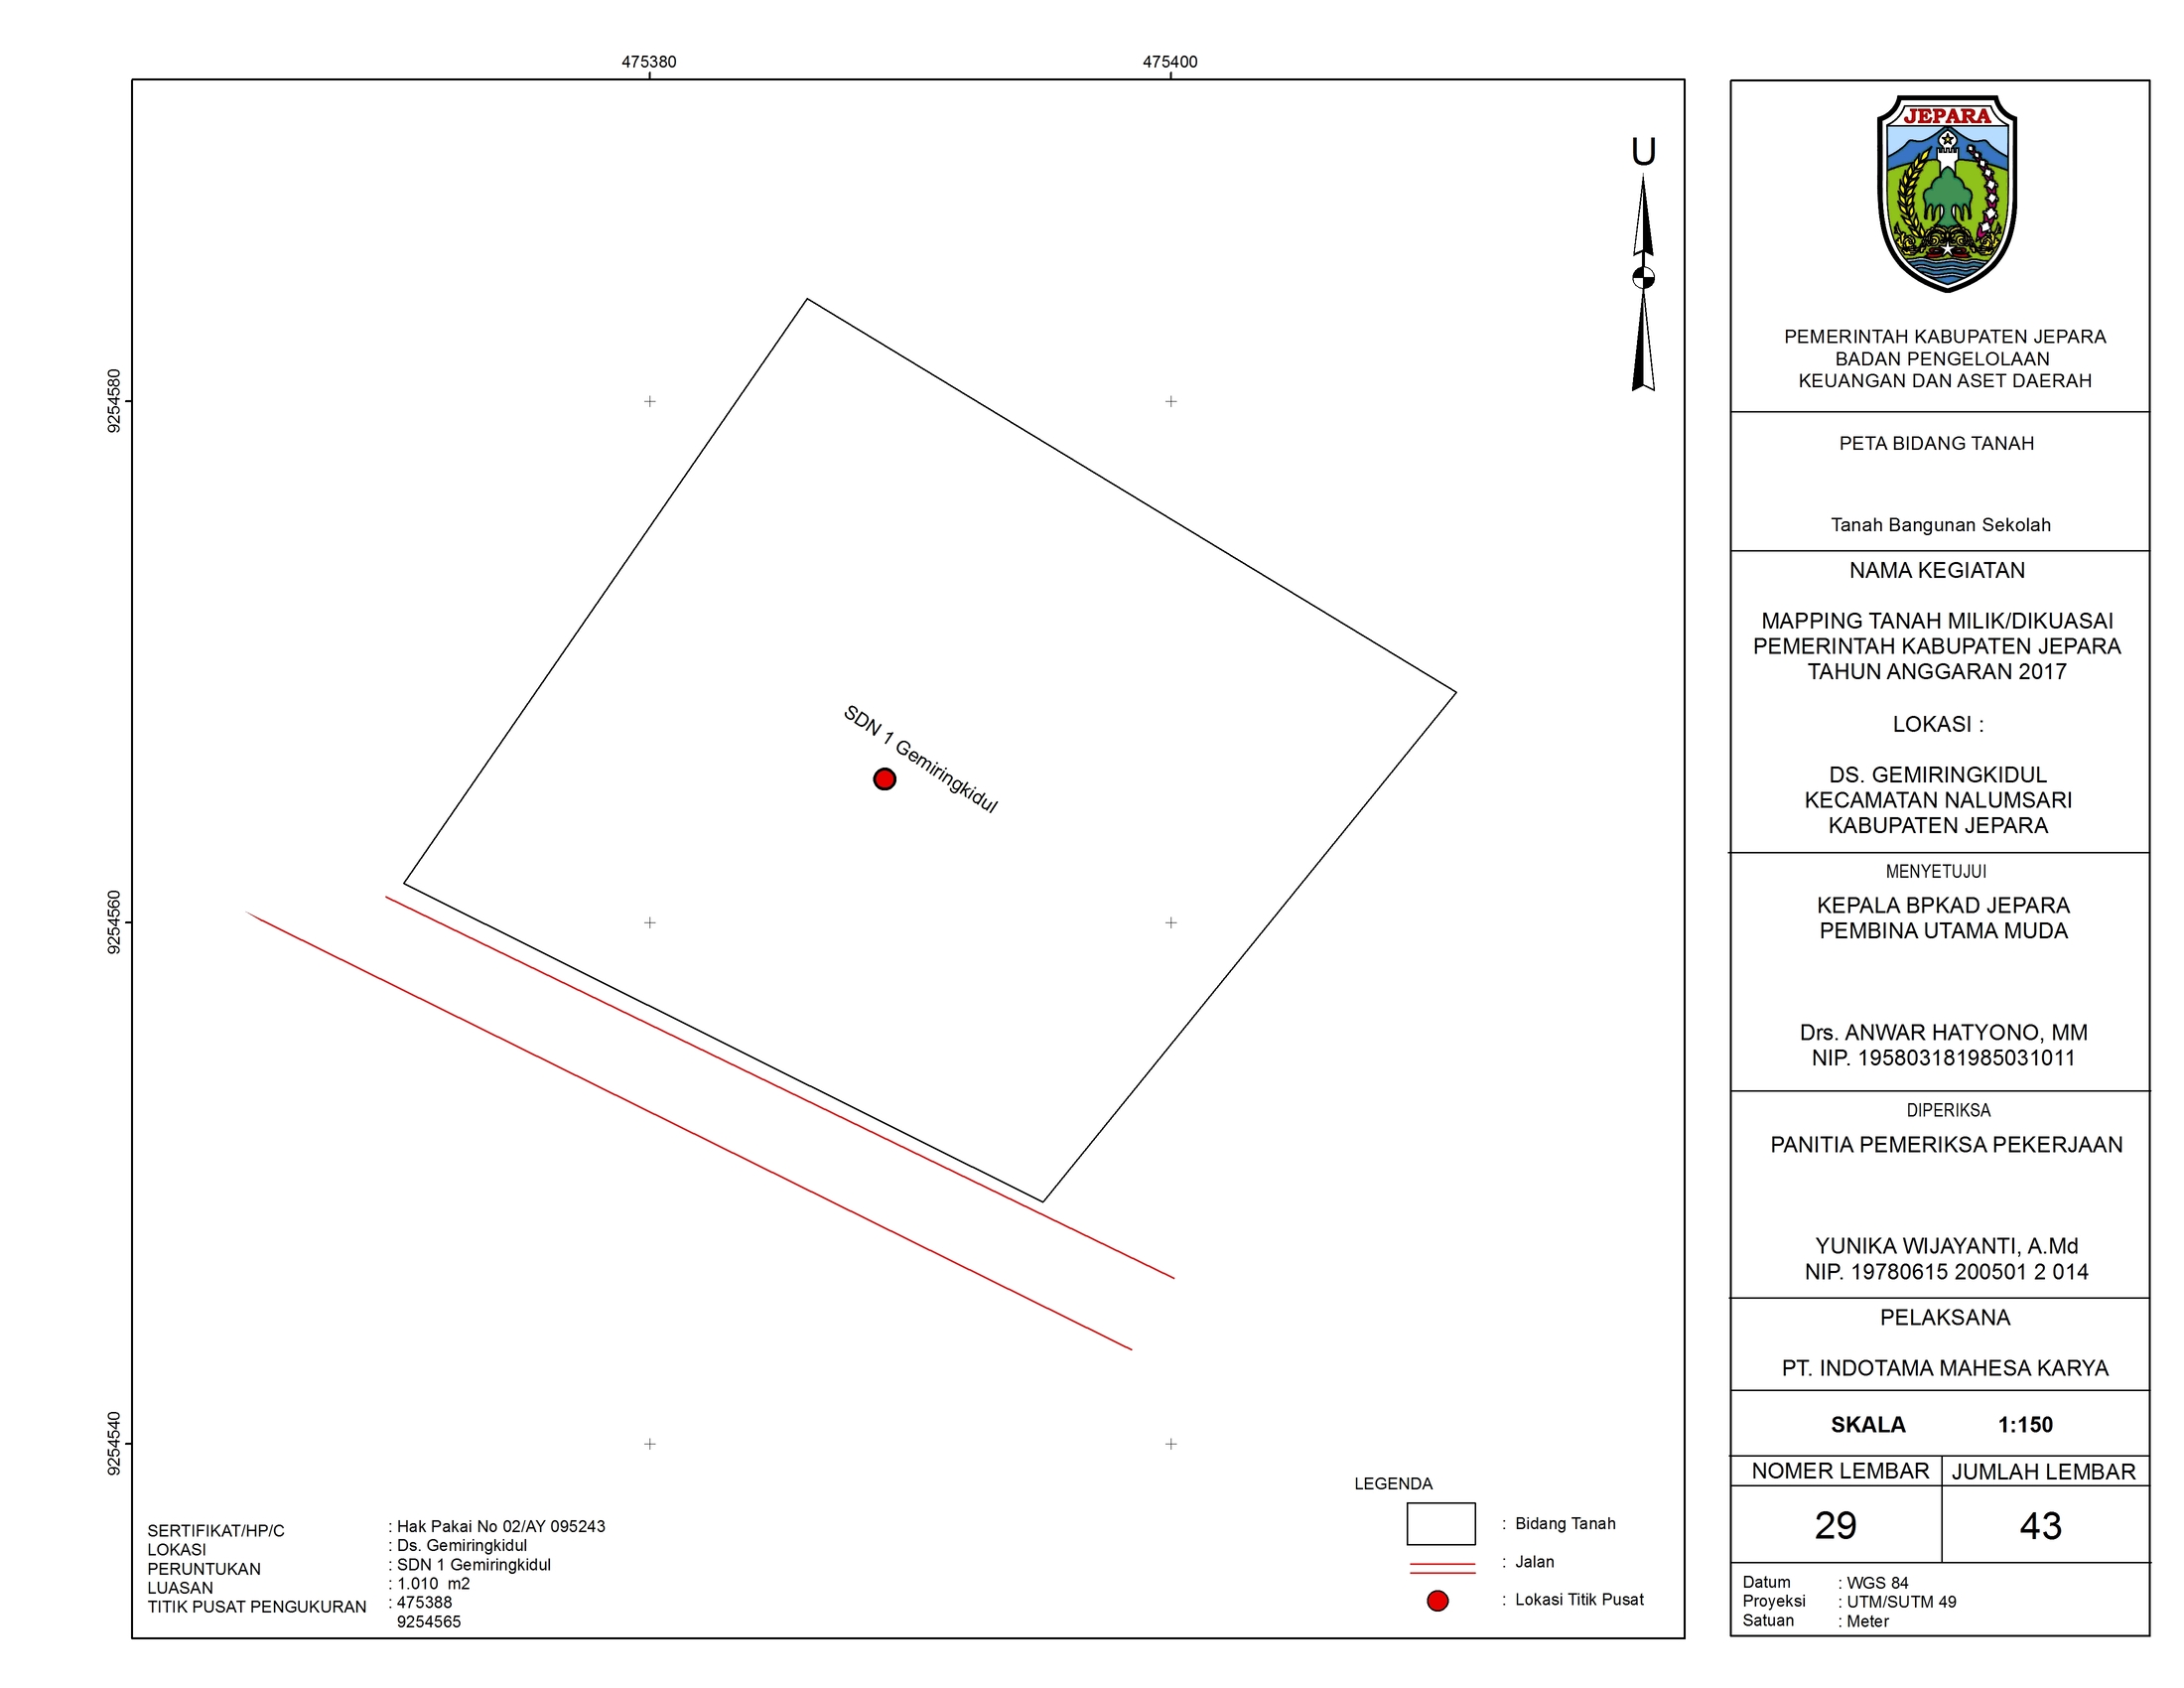 475380
475400
9254580
9254560
9254540
U
SDN 1 Gemiringkidul
SERTIFIKAT/HP/C : Hak Pakai No 02/AY 095243
LOKASI : Ds. Gemiringkidul
PERUNTUKAN : SDN 1 Gemiringkidul
LUASAN : 1.010 m2
TITIK PUSAT PENGUKURAN : 475388
9254565
LEGENDA
: Bidang Tanah
: Jalan
: Lokasi Titik Pusat
JEPARA
PEMERINTAH KABUPATEN JEPARA
BADAN PENGELOLAAN
KEUANGAN DAN ASET DAERAH
PETA BIDANG TANAH
Tanah Bangunan Sekolah
NAMA KEGIATAN
MAPPING TANAH MILIK/DIKUASAI
PEMERINTAH KABUPATEN JEPARA
TAHUN ANGGARAN 2017
LOKASI :
DS. GEMIRINGKIDUL
KECAMATAN NALUMSARI
KABUPATEN JEPARA
MENYETUJUI
KEPALA BPKAD JEPARA
PEMBINA UTAMA MUDA
Drs. ANWAR HATYONO, MM
NIP. 195803181985031011
DIPERIKSA
PANITIA PEMERIKSA PEKERJAAN
YUNIKA WIJAYANTI, A.Md
NIP. 19780615 200501 2 014
PELAKSANA
PT. INDOTAMA MAHESA KARYA
SKALA 1:150
NOMER LEMBAR JUMLAH LEMBAR
29 43
Datum : WGS 84
Proyeksi : UTM/SUTM 49
Satuan : Meter